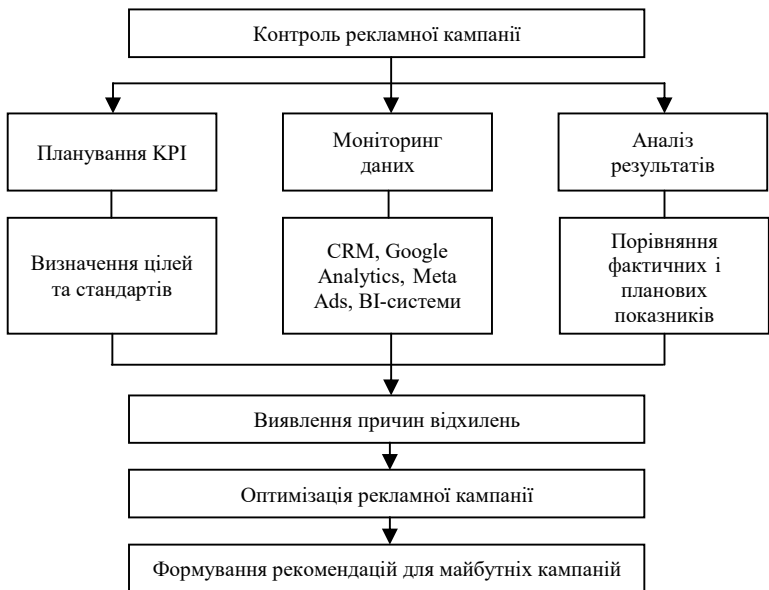 Контроль рекламної кампанії
Планування KPI
Моніторинг
даних
Аналіз
результатів
Визначення цілей
та стандартів
CRM, Google
Analytics, Meta
Ads, BI-системи
Порівняння
фактичних і
планових
показників
Виявлення причин відхилень
Оптимізація рекламної кампанії
Формування рекомендацій для майбутніх кампаній